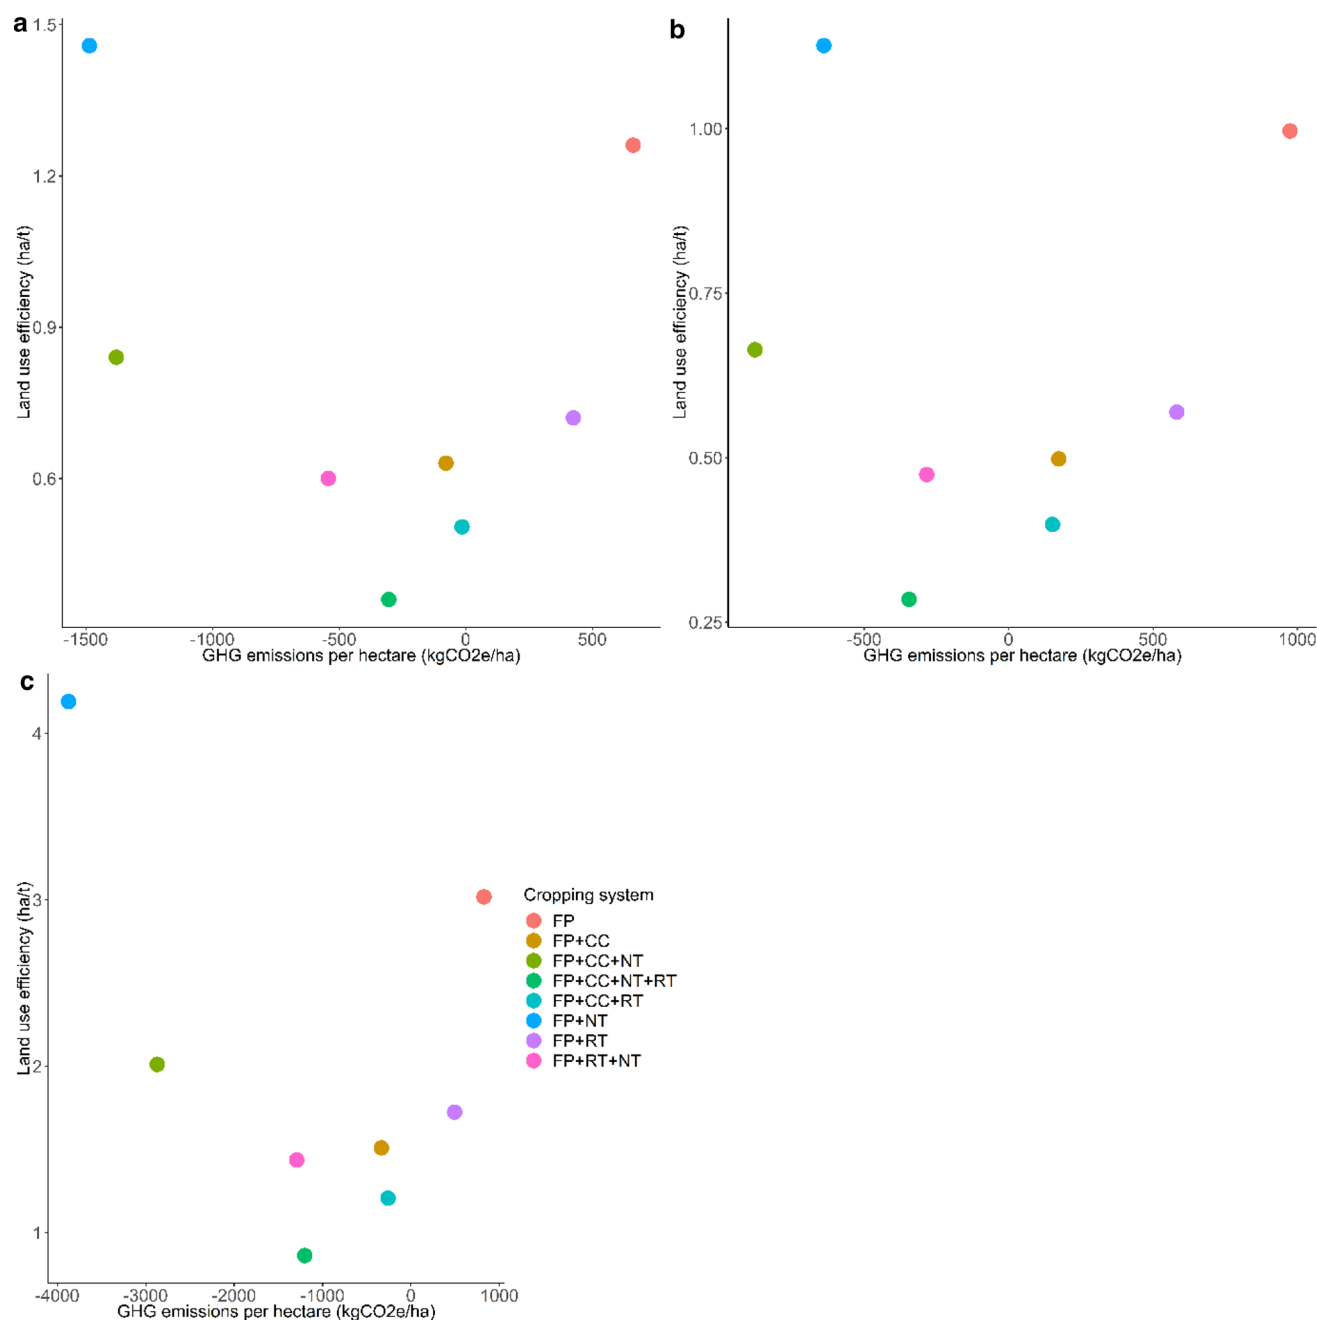 a
1.5
1.2
0.9
0.6
Land use efficiency (ha/t)
-1500 -1000 -500 0 500
GHG emissions per hectare (kgCO2e/ha)
b
1.00
0.75
0.50
0.25
Land use efficiency (ha/t)
-500 0 500 1000
GHG emissions per hectare (kgCO2e/ha)
c
4
3
2
1
Land use efficiency (ha/t)
-4000 -3000 -2000 -1000 0 1000
GHG emissions per hectare (kgCO2e/ha)
Cropping system
FP
FP+CC
FP+CC+NT
FP+CC+NT+RT
FP+CC+RT
FP+NT
FP+RT
FP+RT+NT